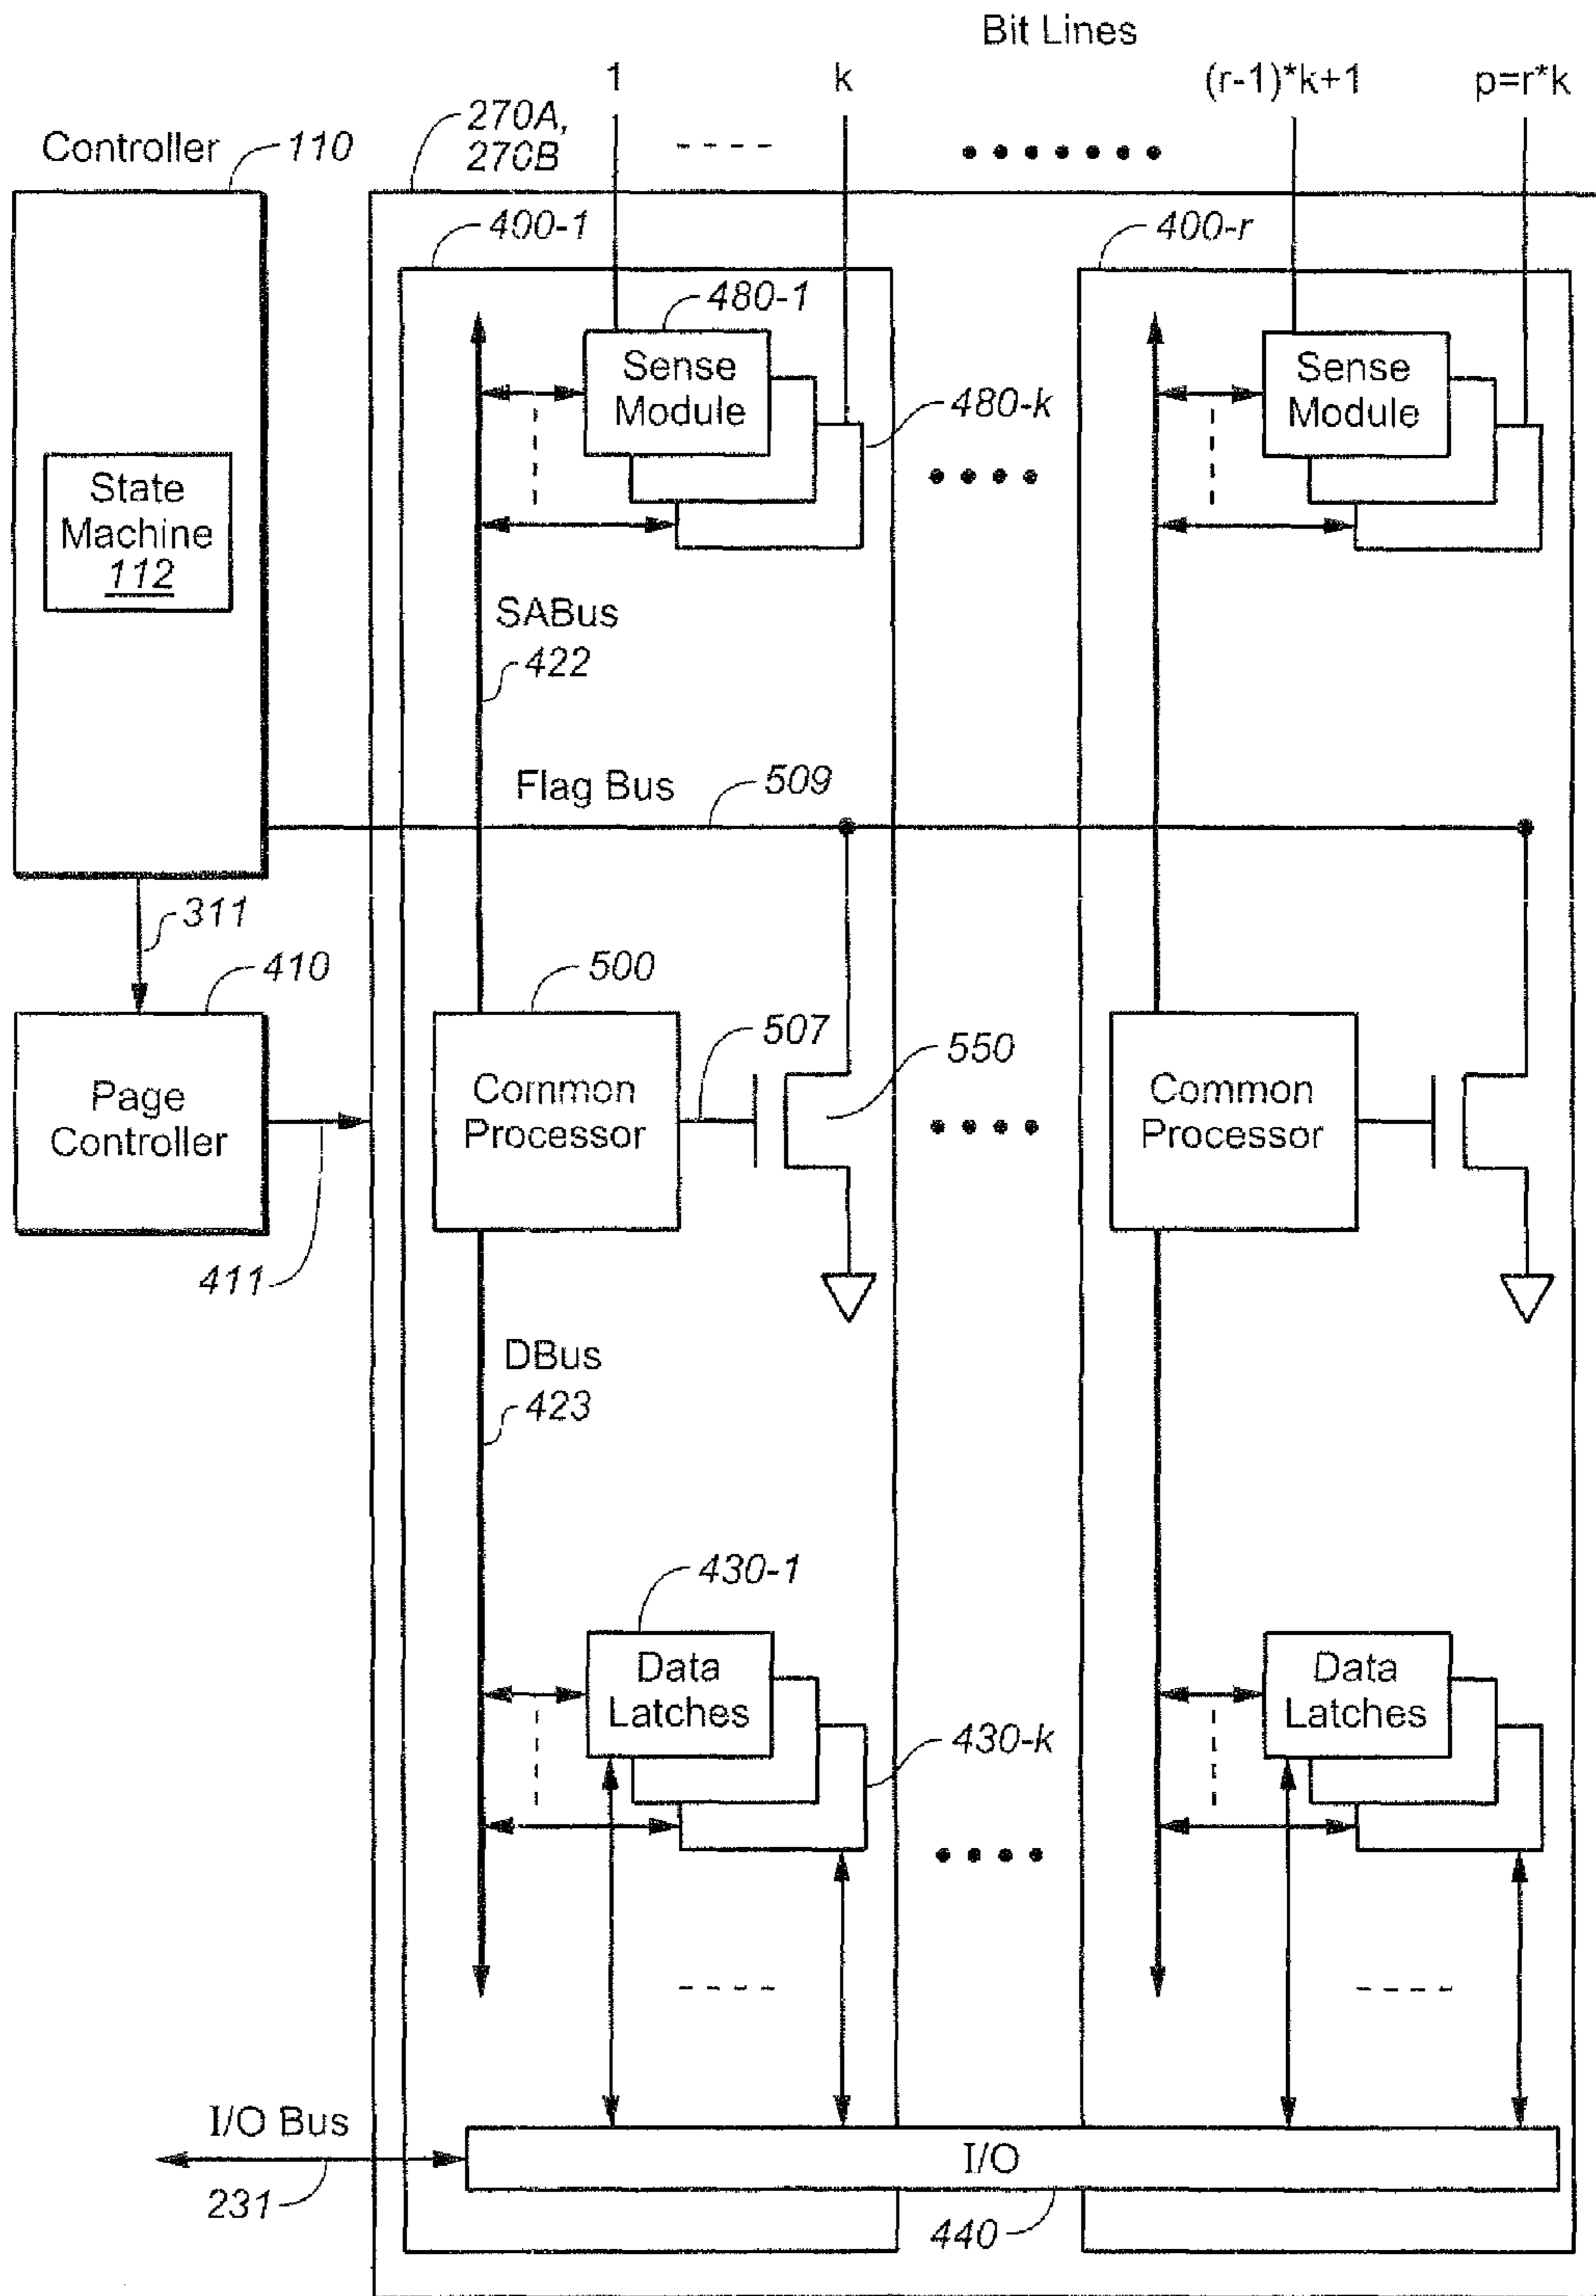 Bit Lines
1
k
(r-1)*k+1
p=r*k
270A,
270B
Controller
110
400-1
400-r
480-1
Sense
Module
Sense
Module
480-k
State
Machine
112
SABus
422
Flag Bus
509
311
410
500
507
550
Page
Controller
Common
Processor
Common
Processor
411
DBus
423
430-1
Data
Latches
Data
Latches
430-k
I/O Bus
I/O
231
440